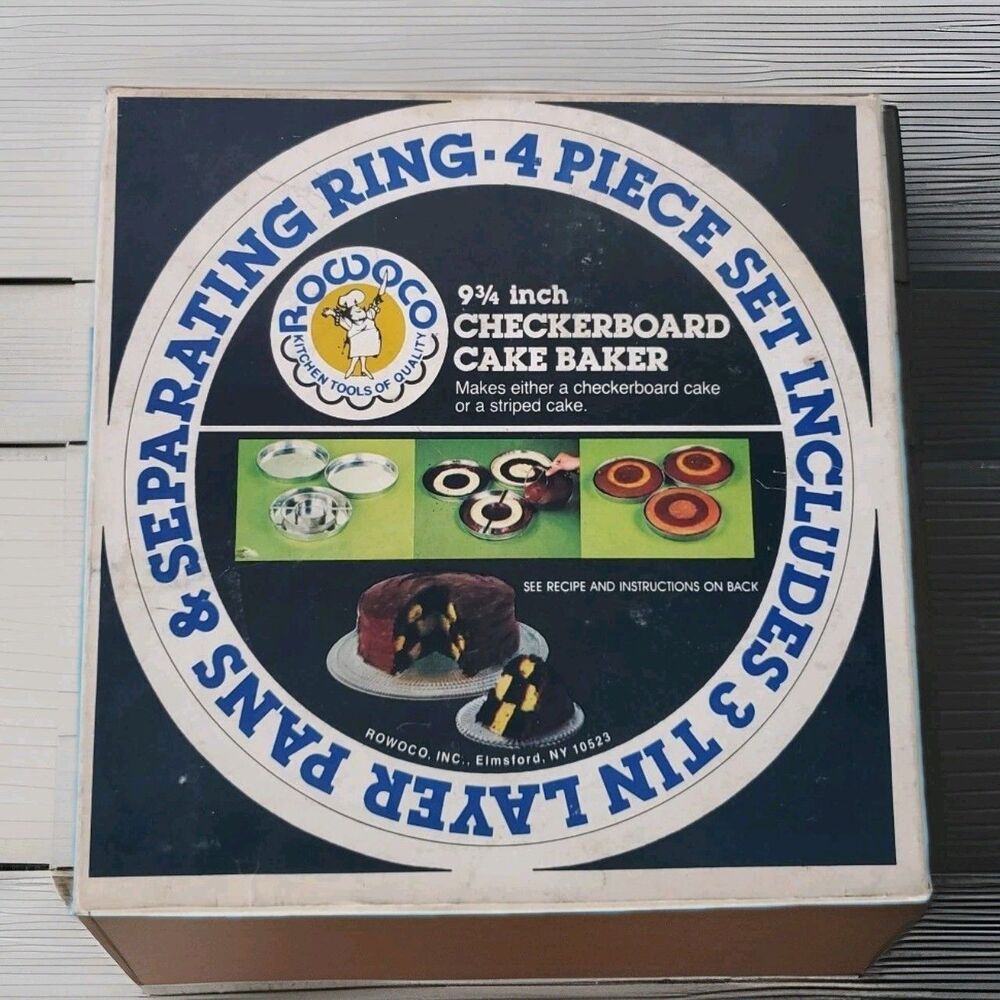 4 PIECE SET INCLUDES 3 TIN LAYER PANS & SEPARATING RING ·
ROWOCO
KITCHEN TOOLS OF QUALITY
9¾ inch
CHECKERBOARD
CAKE BAKER
Makes either a checkerboard cake
or a striped cake.
SEE RECIPE AND INSTRUCTIONS ON BACK
ROWOCO, INC., Elmsford, NY 10523